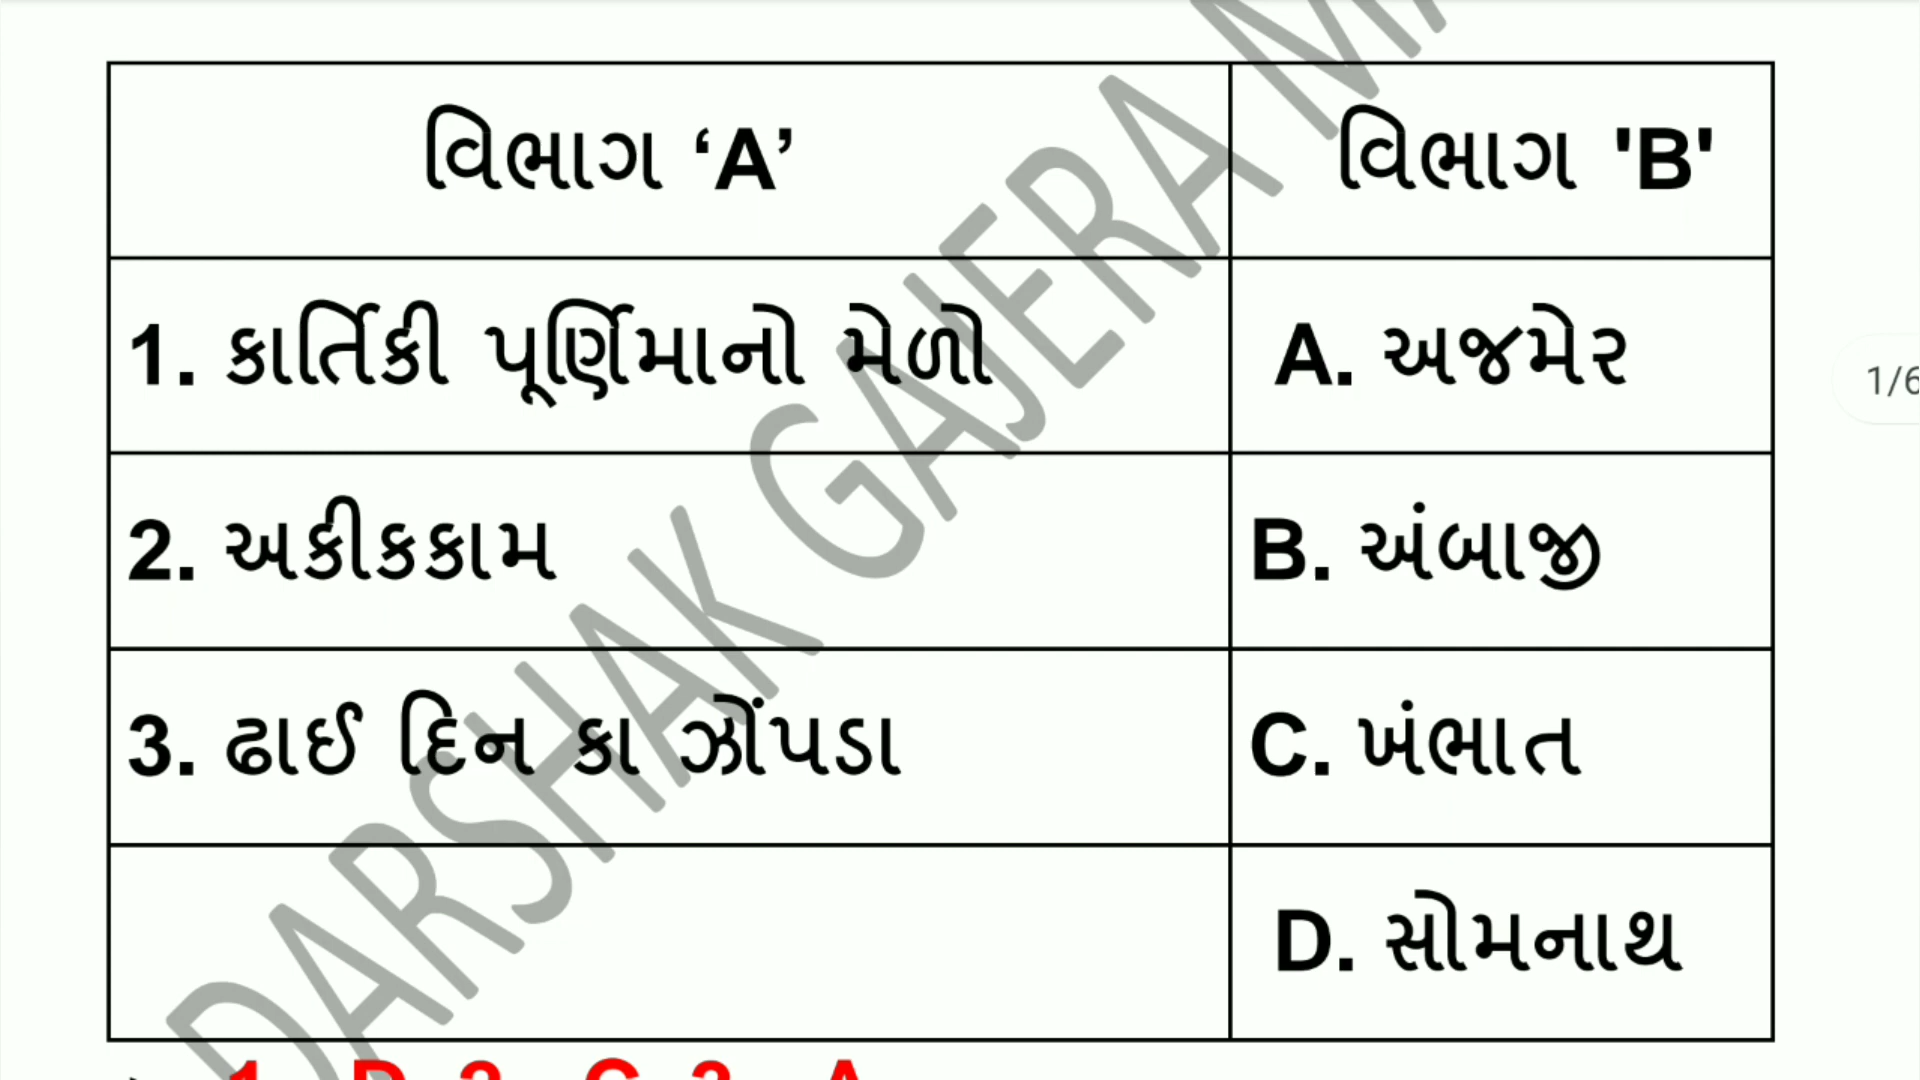 વિભાગ ‘A’ વિભાગ 'B'
1. કાર્તિકી પૂર્ણિમાનો મેળો A. અજમેર
2. અકીકકામ B. અંબાજી
3. ઢાઈ દિન કા ઝોંપડા C. ખંભાત
D. સોમનાથ
1/6
DARSHAK GAJERA